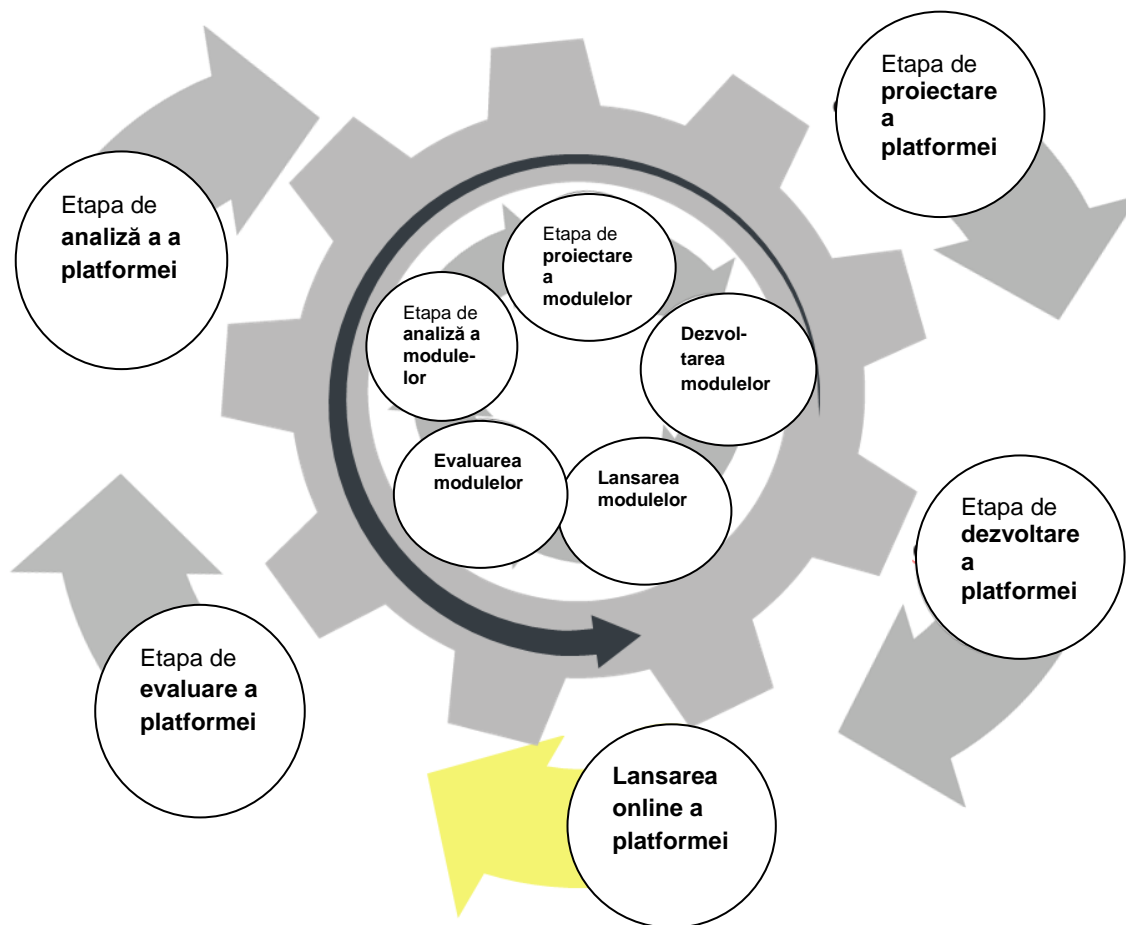 Etapa de
proiectare
a
platformei
Etapa de
analiză a a
platformei
Etapa de
proiectare
a
modulelor
Etapa de
analiză a
module-
lor
Dezvol-
tarea
modulelor
Evaluarea
modulelor
Lansarea
modulelor
Etapa de
dezvoltare
a
platformei
Etapa de
evaluare a
platformei
Lansarea
online a
platformei